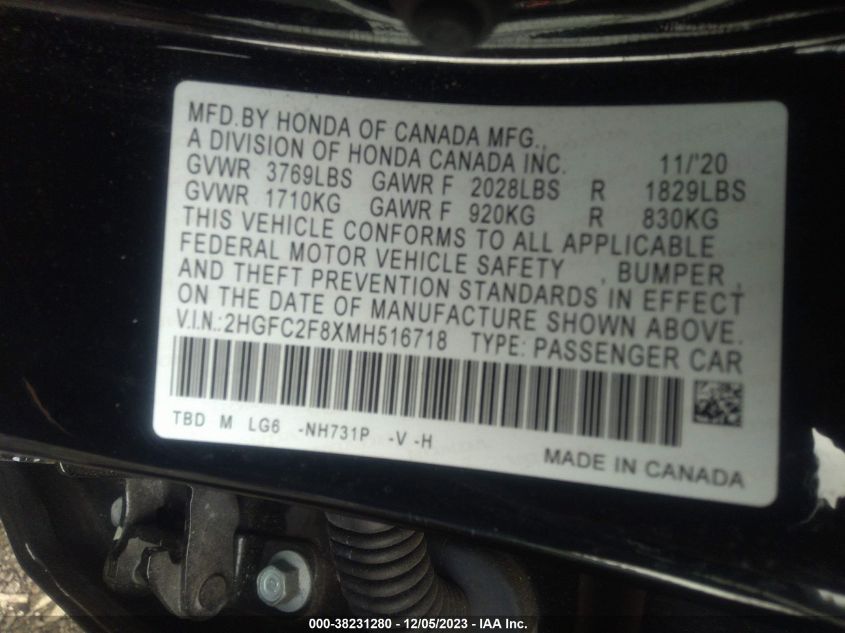 MFD.BY HONDA OF CANADA MFG.,
A DIVISION OF HONDA CANADA INC. 11/'20
GVWR 3769LBS GAWR F 2028LBS R 1829LBS
GVWR 1710KG GAWR F 920KG R 830KG
THIS VEHICLE CONFORMS TO ALL APPLICABLE
FEDERAL MOTOR VEHICLE SAFETY , BUMPER ,
AND THEFT PREVENTION STANDARDS IN EFFECT
ON THE DATE OF MANUFACTURE SHOWN ABOVE.
V.I.N.:2HGFC2F8XMH516718 TYPE: PASSENGER CAR
TBD M LG6 -NH731P -V -H
MADE IN CANADA
000-38231280 - 12/05/2023 - IAA Inc.